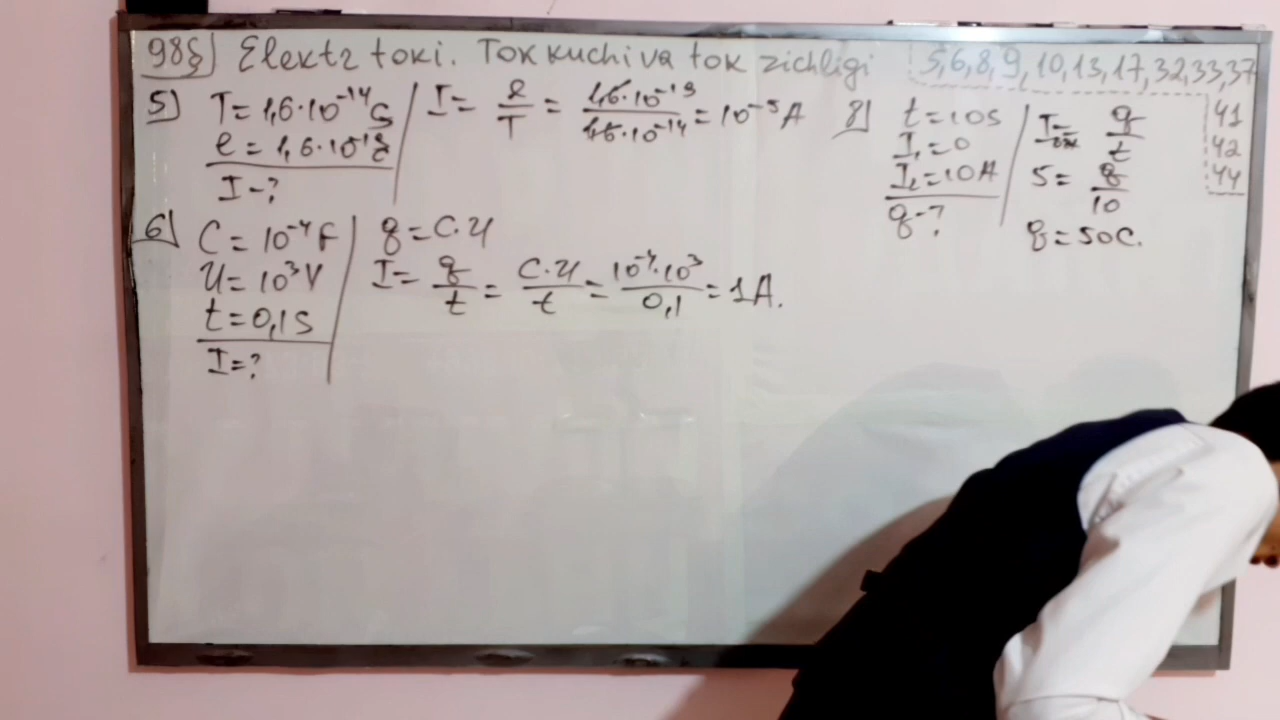 98§ Elektr toki. Tok kuchi va tok zichligi
5,6,8,9,10,13,17,32,33,37
41
42
44
5) T=1,6·10⁻¹⁴ S
e=1,6·10⁻¹⁹
I-?
I = e/T = 1,6·10⁻¹⁹/1,6·10⁻¹⁴ = 10⁻⁵A
6) C=10⁻⁴F
U=10³V
t=0,1S
I=?
q=C·U
I = q/t = C·U/t = 10⁻⁴·10³/0,1 = 1A.
8) t=10S
I₁=0
I₂=10A
q-?
I = q/t
5 = q/10
q=50C.